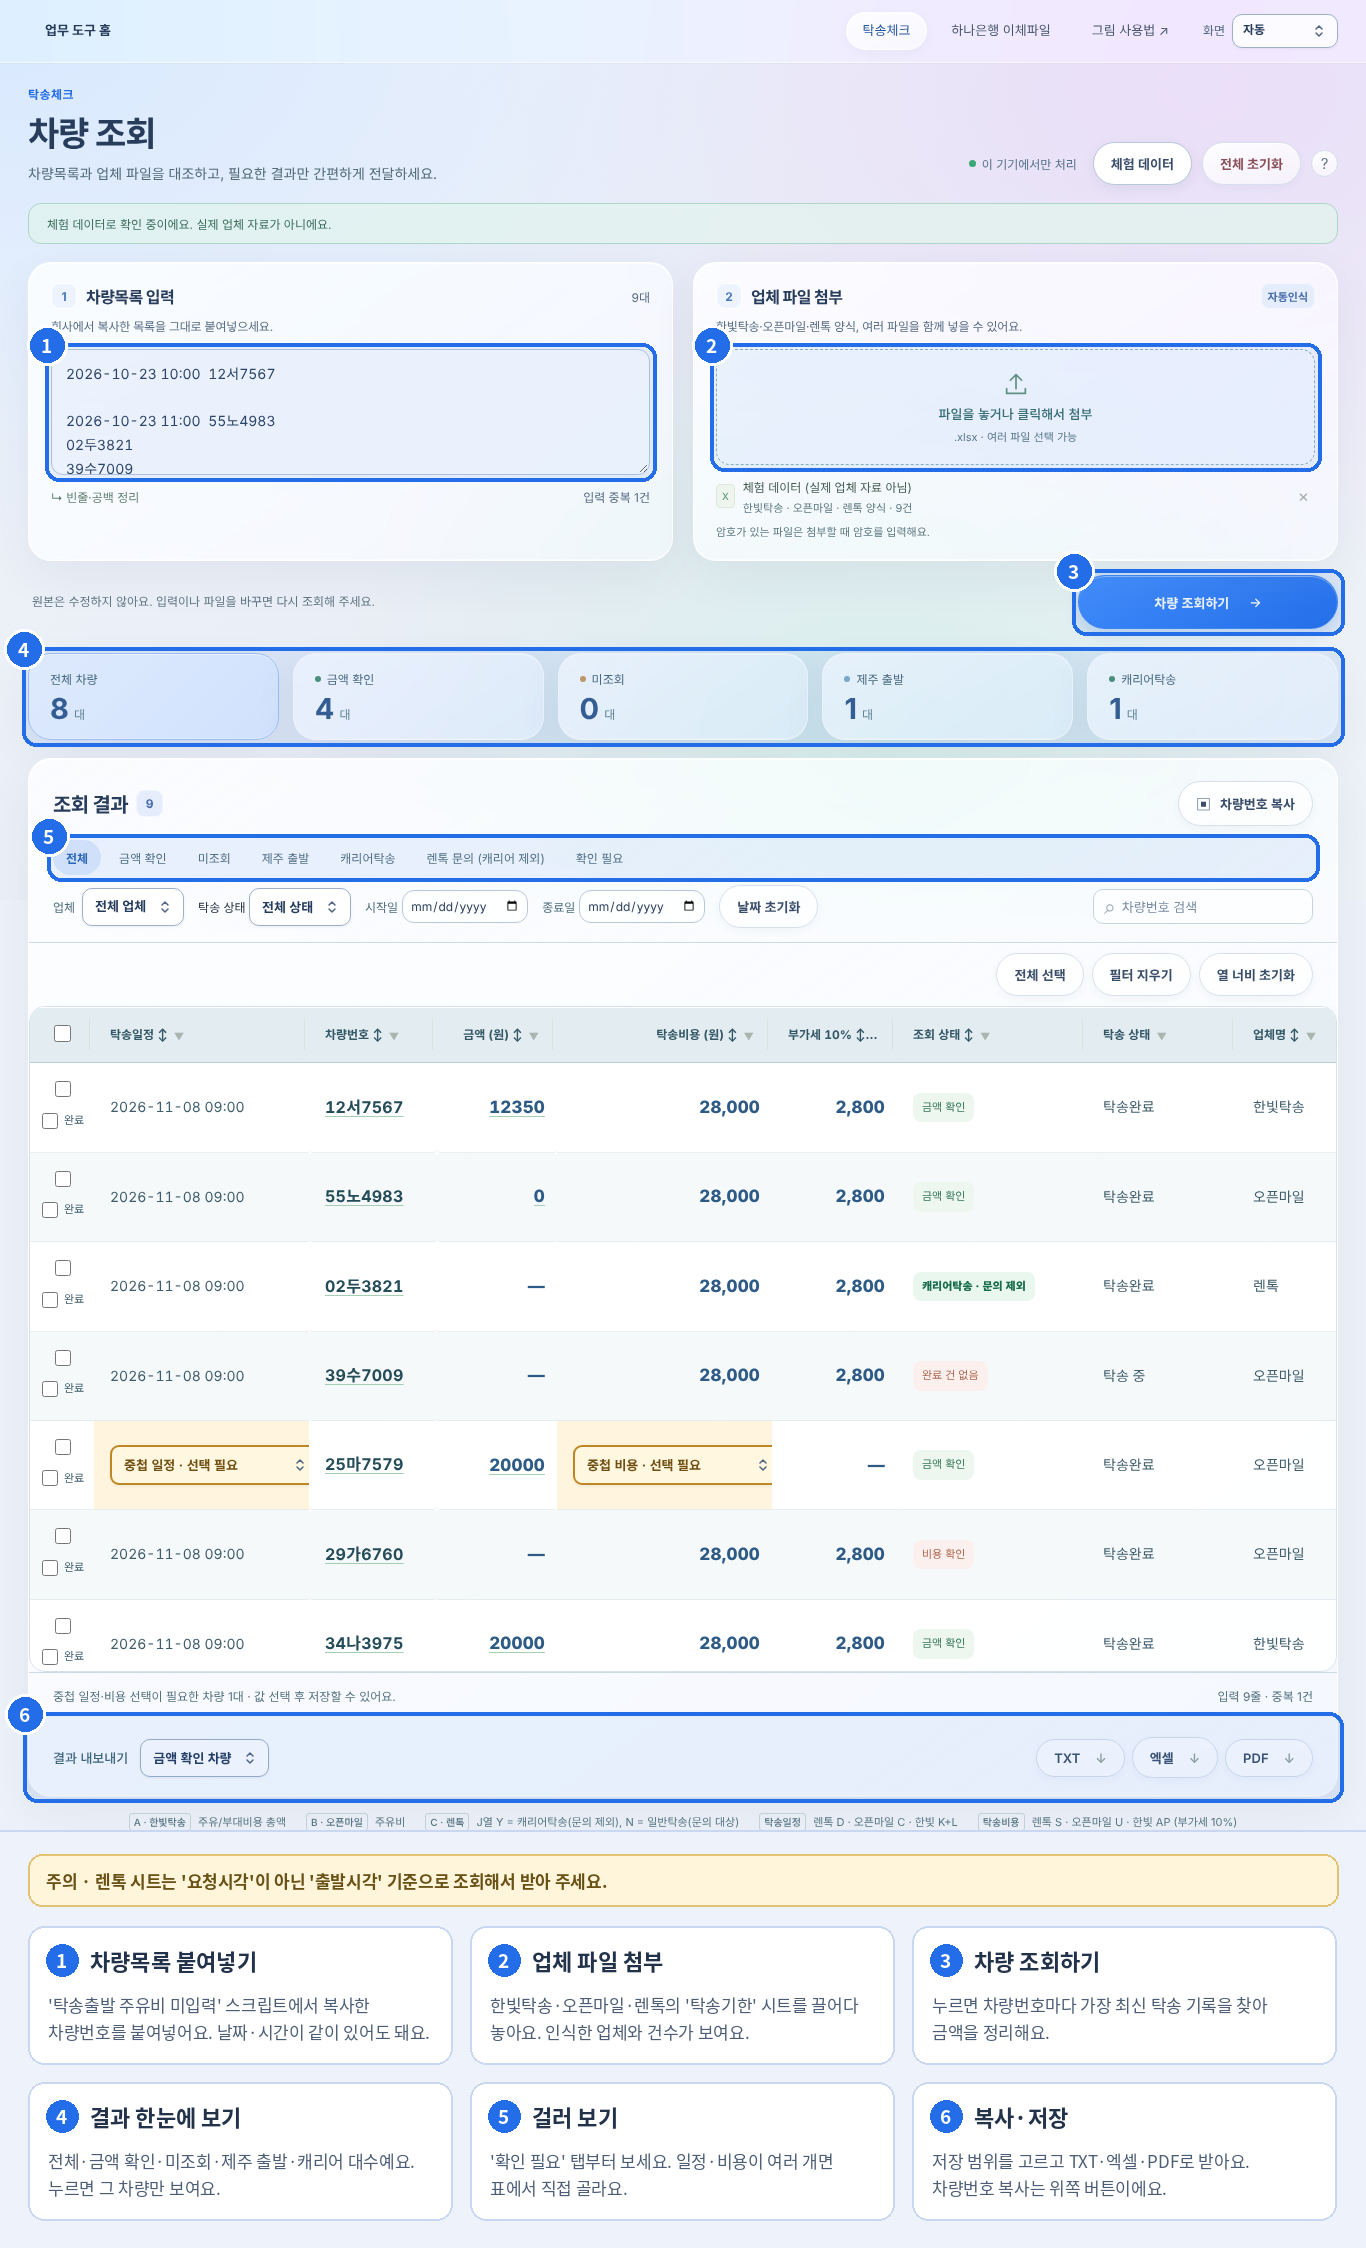 업무 도구 홈
탁송체크
하나은행 이체파일
그림 사용법 ↗
화면
자동
탁송체크
차량 조회
차량목록과 업체 파일을 대조하고, 필요한 결과만 간편하게 전달하세요.
이 기기에서만 처리
체험 데이터
전체 초기화
?
체험 데이터로 확인 중이에요. 실제 업체 자료가 아니에요.
1 차량목록 입력
9대
회사에서 복사한 목록을 그대로 붙여넣으세요.
1
2026-10-23 10:00 12서7567
2026-10-23 11:00 55노4983
02두3821
39수7009
↳ 빈줄·공백 정리
입력 중복 1건
2 업체 파일 첨부
자동인식
한빛탁송·오픈마일·렌톡 양식, 여러 파일을 함께 넣을 수 있어요.
2
파일을 놓거나 클릭해서 첨부
.xlsx · 여러 파일 선택 가능
X
체험 데이터 (실제 업체 자료 아님)
한빛탁송 · 오픈마일 · 렌톡 양식 · 9건
×
암호가 있는 파일은 첨부할 때 암호를 입력해요.
원본은 수정하지 않아요. 입력이나 파일을 바꾸면 다시 조회해 주세요.
3
차량 조회하기 →
4
전체 차량
8 대
금액 확인
4 대
미조회
0 대
제주 출발
1 대
캐리어탁송
1 대
조회 결과 9
차량번호 복사
5
전체 금액 확인 미조회 제주 출발 캐리어탁송 렌톡 문의 (캐리어 제외) 확인 필요
업체 전체 업체 탁송 상태 전체 상태 시작일 mm/dd/yyyy 종료일 mm/dd/yyyy 날짜 초기화 차량번호 검색
전체 선택 필터 지우기 열 너비 초기화
탁송일정 ↕ ▼ 차량번호 ↕ ▼ 금액 (원) ↕ ▼ 탁송비용 (원) ↕ ▼ 부가세 10% ↕... 조회 상태 ↕ ▼ 탁송 상태 ▼ 업체명 ↕ ▼
완료 2026-11-08 09:00 12서7567 12350 28,000 2,800 금액 확인 탁송완료 한빛탁송
완료 2026-11-08 09:00 55노4983 0 28,000 2,800 금액 확인 탁송완료 오픈마일
완료 2026-11-08 09:00 02두3821 — 28,000 2,800 캐리어탁송 · 문의 제외 탁송완료 렌톡
완료 2026-11-08 09:00 39수7009 — 28,000 2,800 완료 건 없음 탁송 중 오픈마일
완료 중첩 일정 · 선택 필요 25마7579 20000 중첩 비용 · 선택 필요 — 금액 확인 탁송완료 오픈마일
완료 2026-11-08 09:00 29가6760 — 28,000 2,800 비용 확인 탁송완료 오픈마일
완료 2026-11-08 09:00 34나3975 20000 28,000 2,800 금액 확인 탁송완료 한빛탁송
중첩 일정·비용 선택이 필요한 차량 1대 · 값 선택 후 저장할 수 있어요.
입력 9줄 · 중복 1건
6
결과 내보내기 금액 확인 차량
TXT ↓ 엑셀 ↓ PDF ↓
A · 한빛탁송 주유/부대비용 총액 B · 오픈마일 주유비 C · 렌톡 J열 Y = 캐리어탁송(문의 제외), N = 일반탁송(문의 대상) 탁송일정 렌톡 D · 오픈마일 C · 한빛 K+L 탁송비용 렌톡 S · 오픈마일 U · 한빛 AP (부가세 10%)
주의 · 렌톡 시트는 '요청시각'이 아닌 '출발시각' 기준으로 조회해서 받아 주세요.
1 차량목록 붙여넣기
'탁송출발 주유비 미입력' 스크립트에서 복사한
차량번호를 붙여넣어요. 날짜·시간이 같이 있어도 돼요.
2 업체 파일 첨부
한빛탁송·오픈마일·렌톡의 '탁송기한' 시트를 끌어다
놓아요. 인식한 업체와 건수가 보여요.
3 차량 조회하기
누르면 차량번호마다 가장 최신 탁송 기록을 찾아
금액을 정리해요.
4 결과 한눈에 보기
전체·금액 확인·미조회·제주 출발·캐리어 대수예요.
누르면 그 차량만 보여요.
5 걸러 보기
'확인 필요' 탭부터 보세요. 일정·비용이 여러 개면
표에서 직접 골라요.
6 복사·저장
저장 범위를 고르고 TXT·엑셀·PDF로 받아요.
차량번호 복사는 위쪽 버튼이에요.